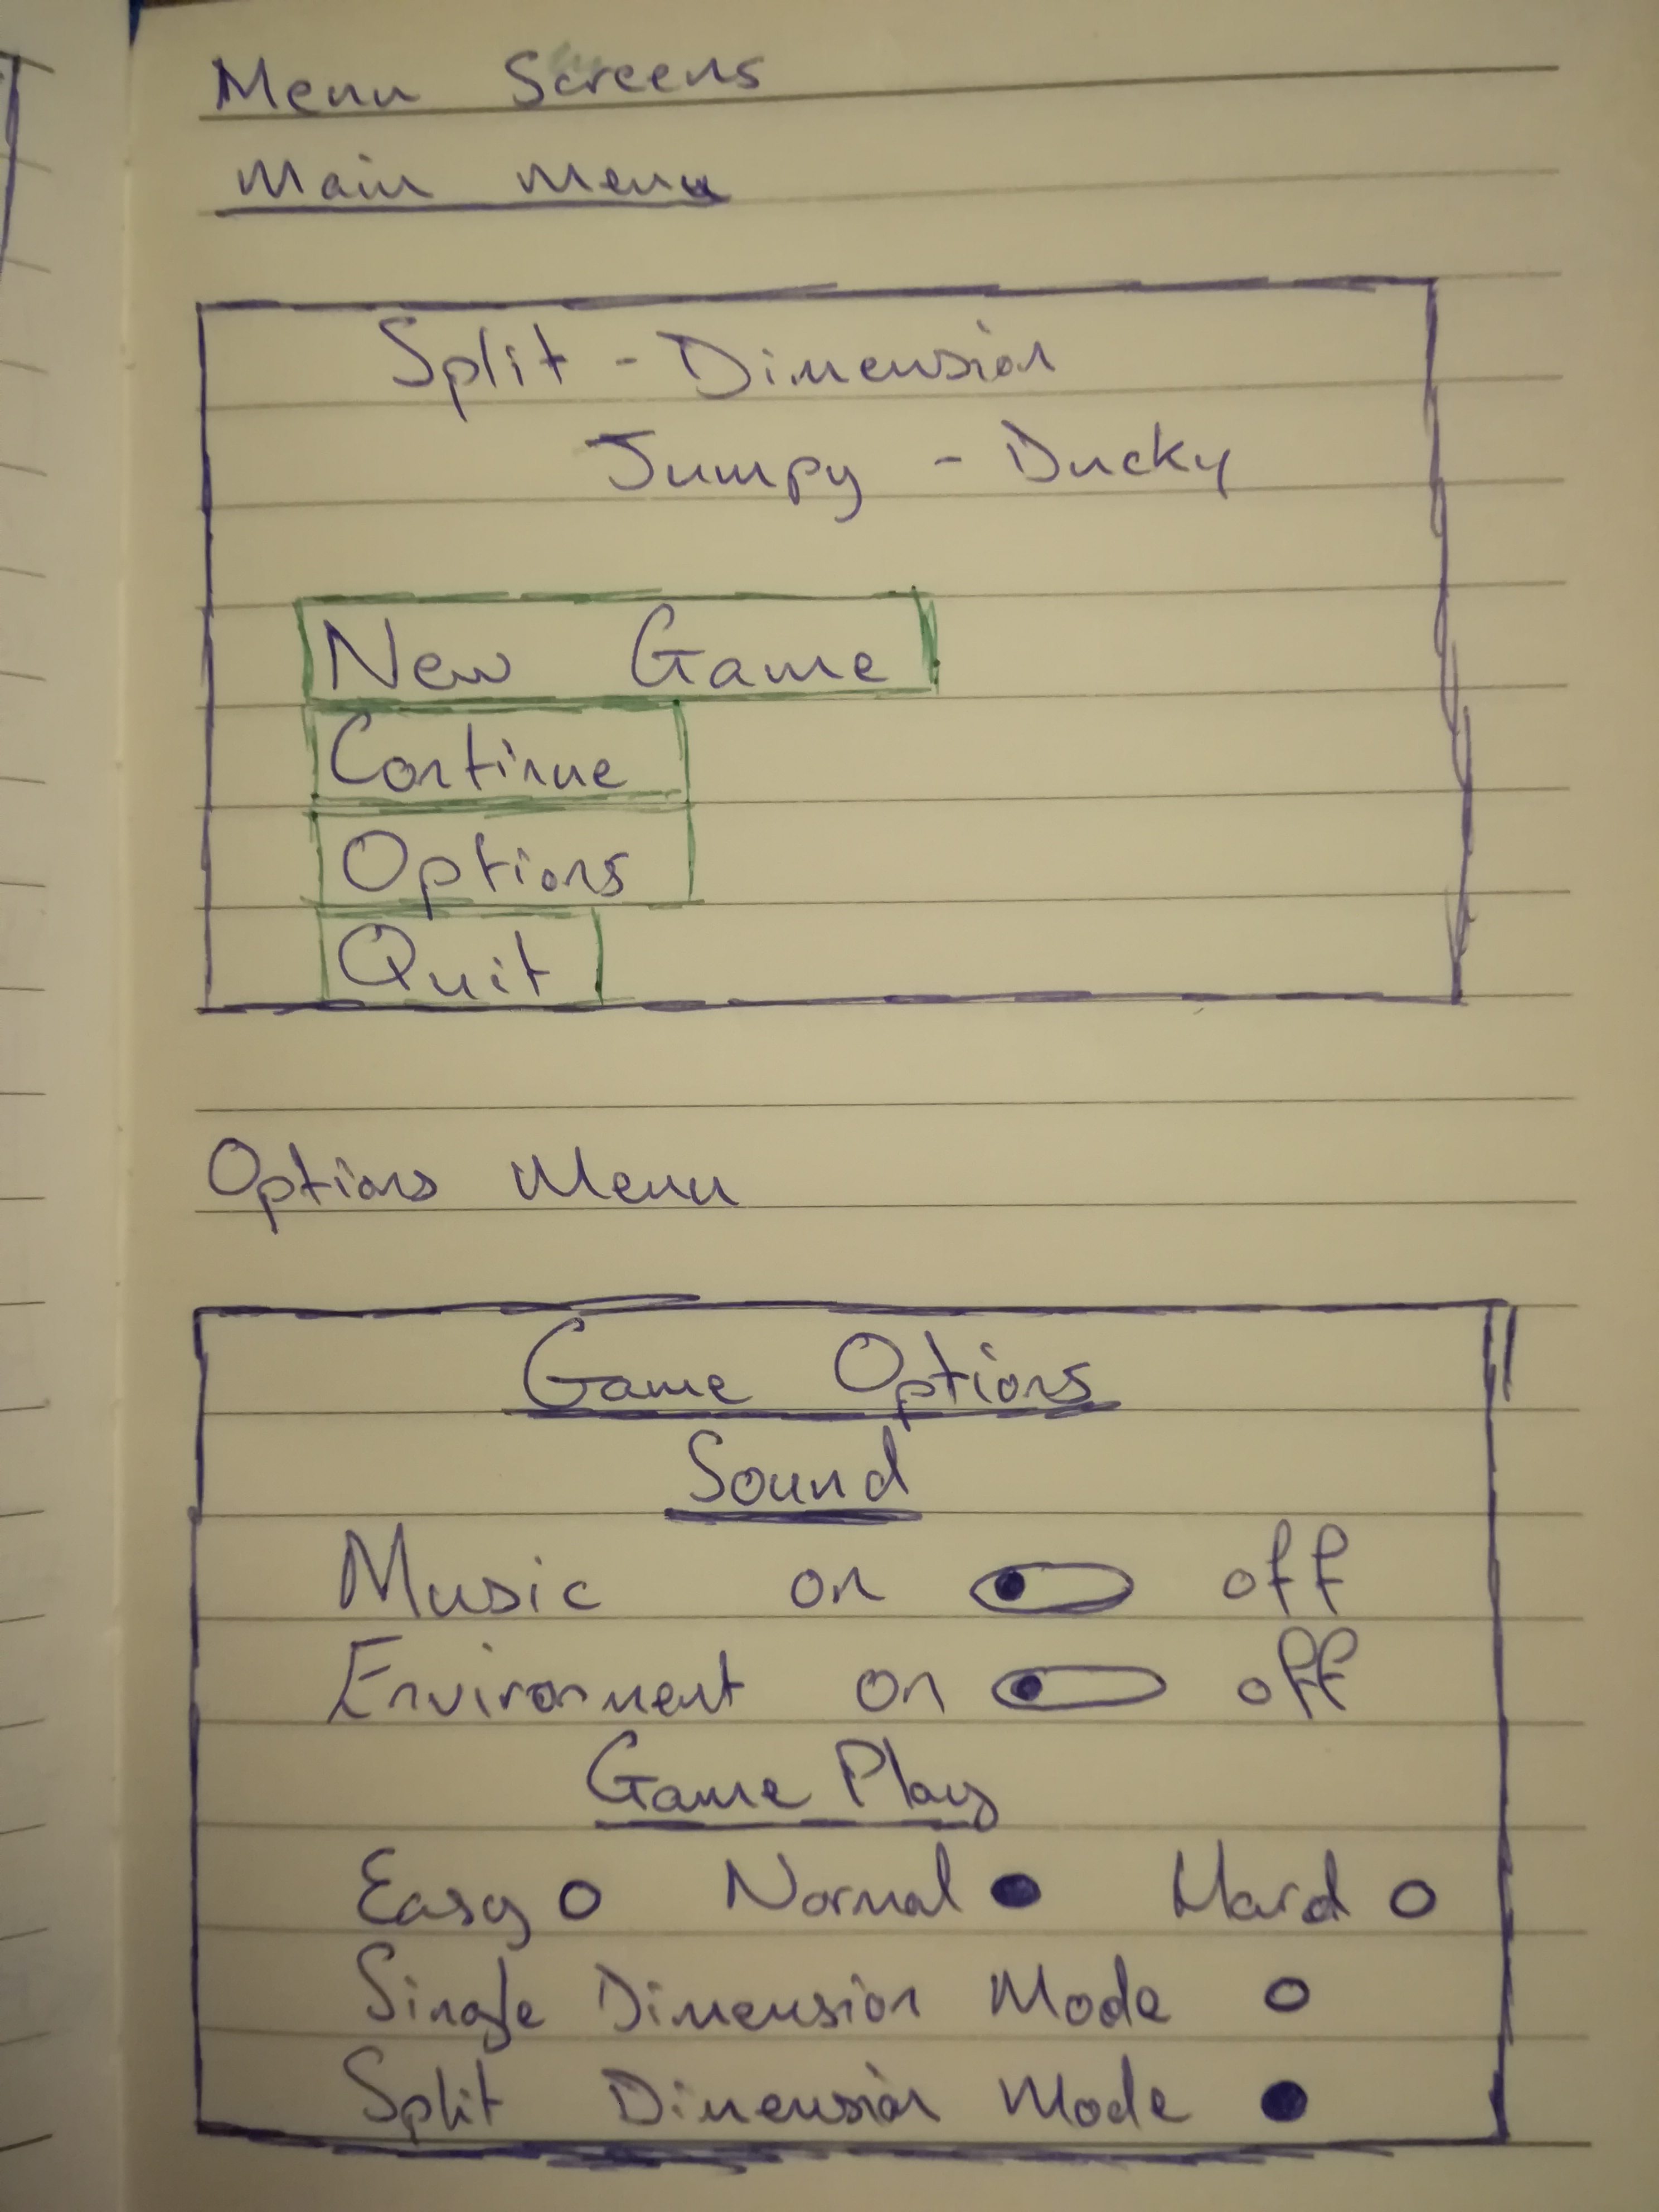 Menu Screens
Main Menu
Split - Dimension
Jumpy - Ducky
New Game
Continue
Options
Quit
Options Menu
Game Options
Sound
Music on off
Environment on off
Game Play
Easy Normal Hard
Single Dimension Mode
Split Dimension Mode